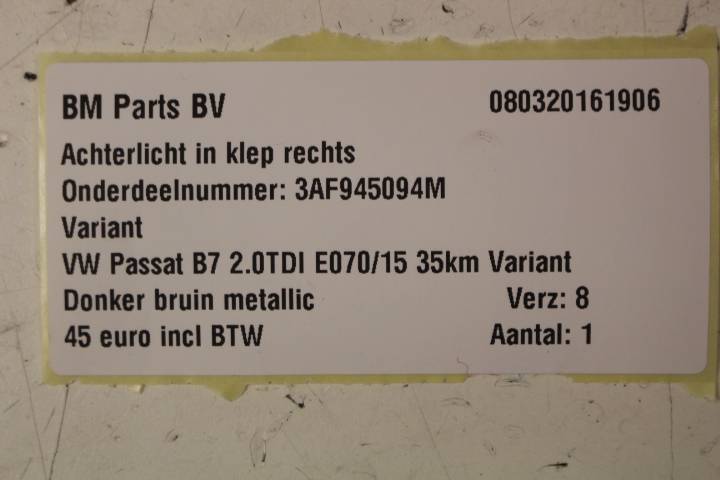 BM Parts BV 080320161906
Achterlicht in klep rechts
Onderdeelnummer: 3AF945094M
Variant
VW Passat B7 2.0TDI E070/15 35km Variant
Donker bruin metallic Verz: 8
45 euro incl BTW Aantal: 1